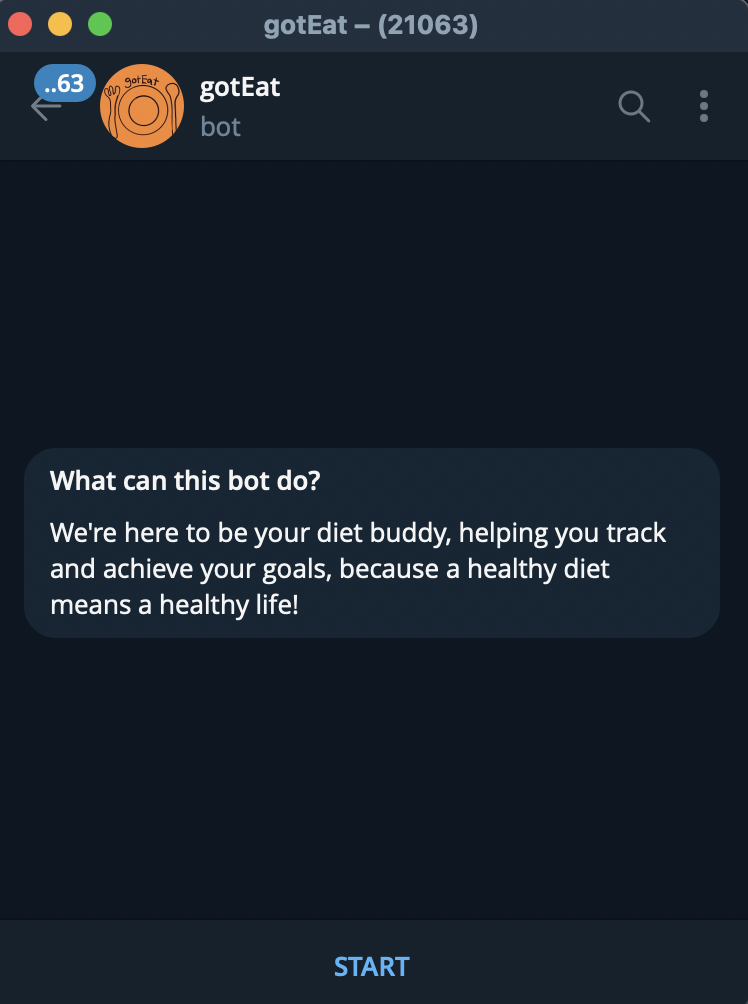 gotEat – (21063)
..63
gotEat
gotEat
bot
What can this bot do?
We're here to be your diet buddy, helping you track
and achieve your goals, because a healthy diet
means a healthy life!
START